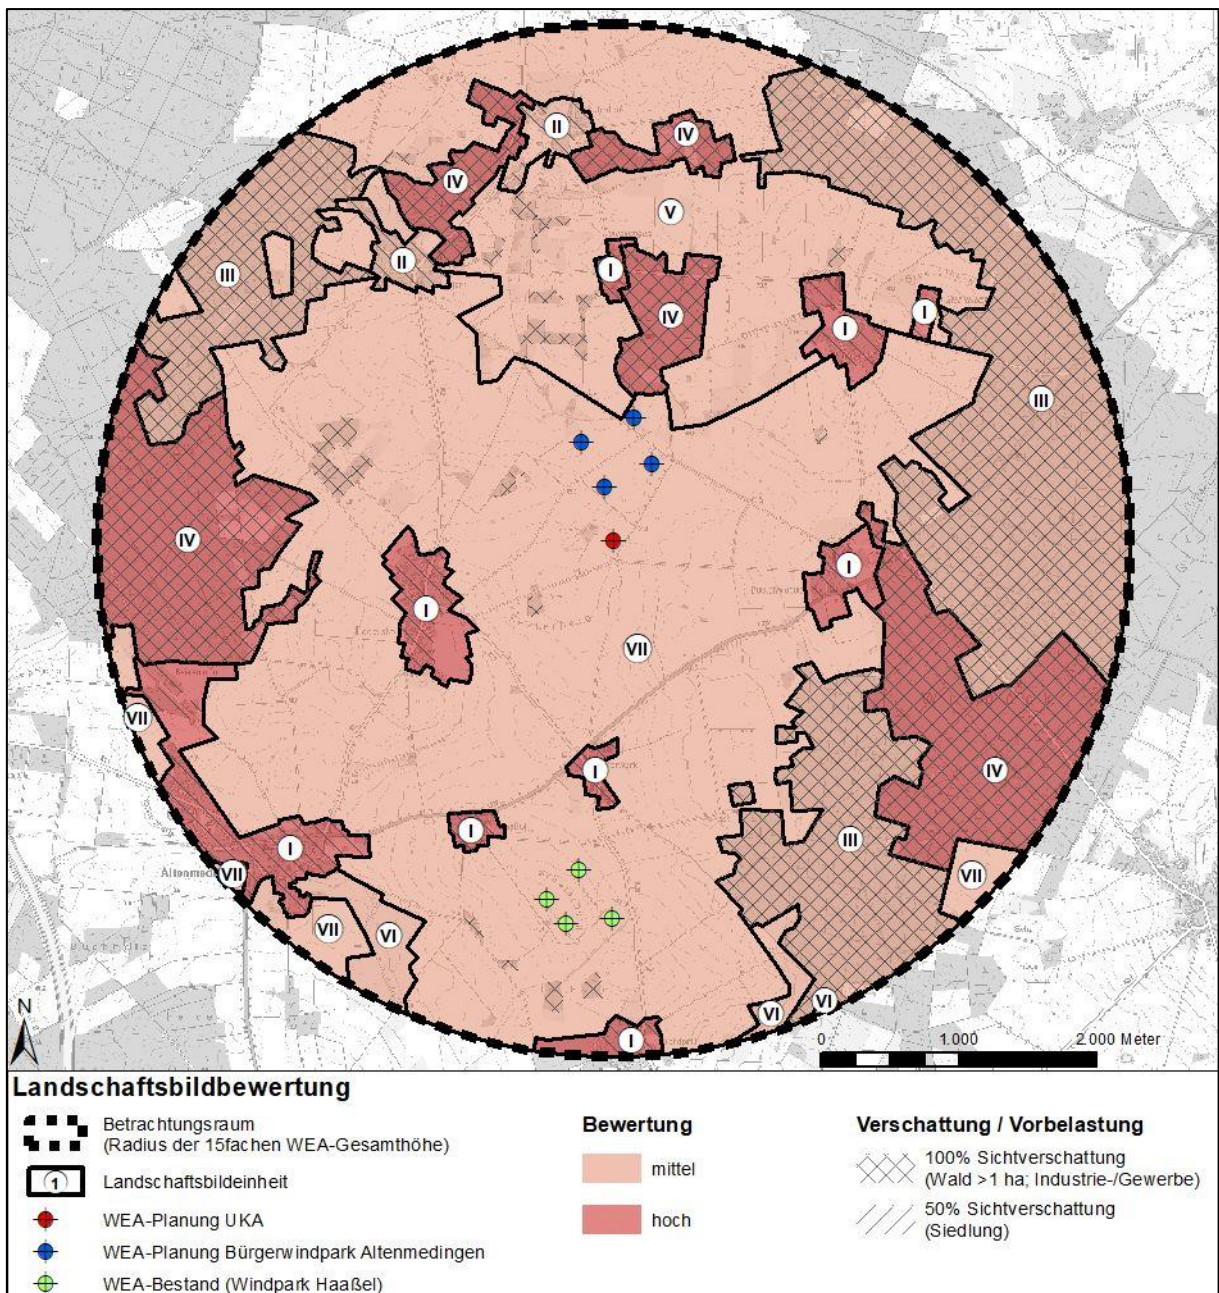 II
IV
IV
V
II
III
I
IV
I
I
III
IV
I
I
VII
VII
I
IV
I
I
III
VII
Altenmed
VII
VII
VI
VI
VI
I
N
0
1.000
2.000 Meter
Landschaftsbildbewertung
Betrachtungsraum
(Radius der 15fachen WEA-Gesamthöhe)
1
Landschaftsbildeinheit
WEA-Planung UKA
WEA-Planung Bürgerwindpark Altenmedingen
WEA-Bestand (Windpark Haaßel)
Bewertung
mittel
hoch
Verschattung / Vorbelastung
100% Sichtverschattung
(Wald >1 ha; Industrie-/Gewerbe)
50% Sichtverschattung
(Siedlung)